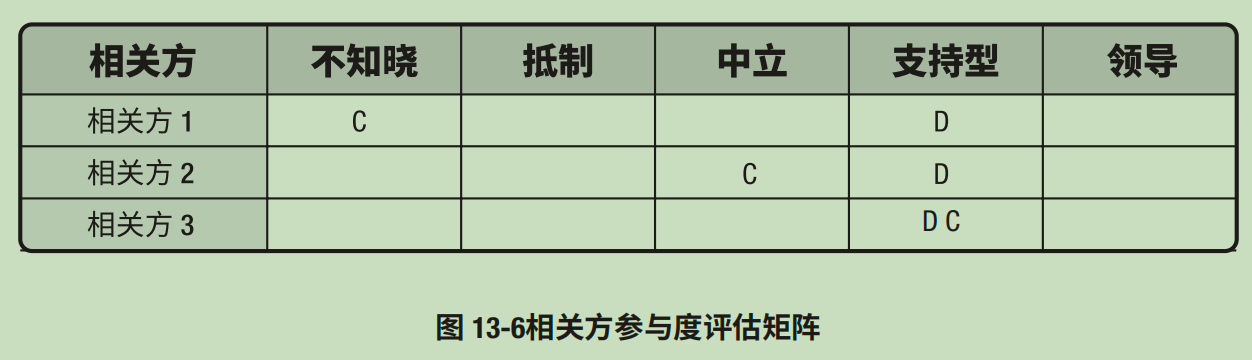 相关方 不知晓 抵制 中立 支持型 领导
相关方 1 C D
相关方 2 C D
相关方 3 D C
图 13-6相关方参与度评估矩阵